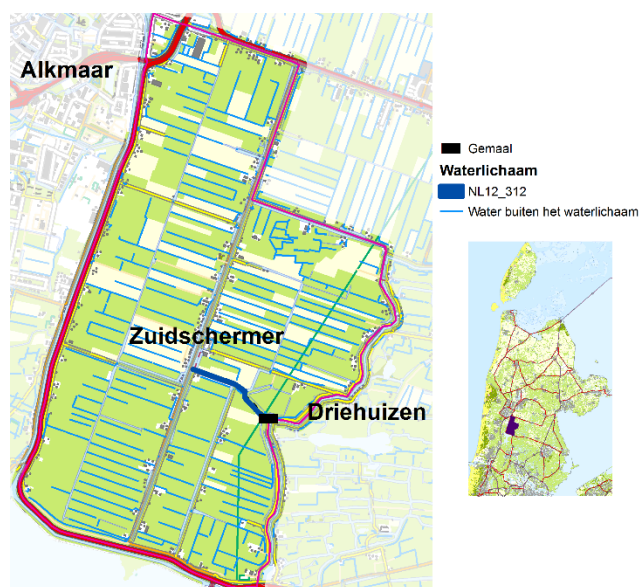 Alkmaar
Zuidschermer
Driehuizen
Gemaal
Waterlichaam
NL12_312
Water buiten het waterlichaam